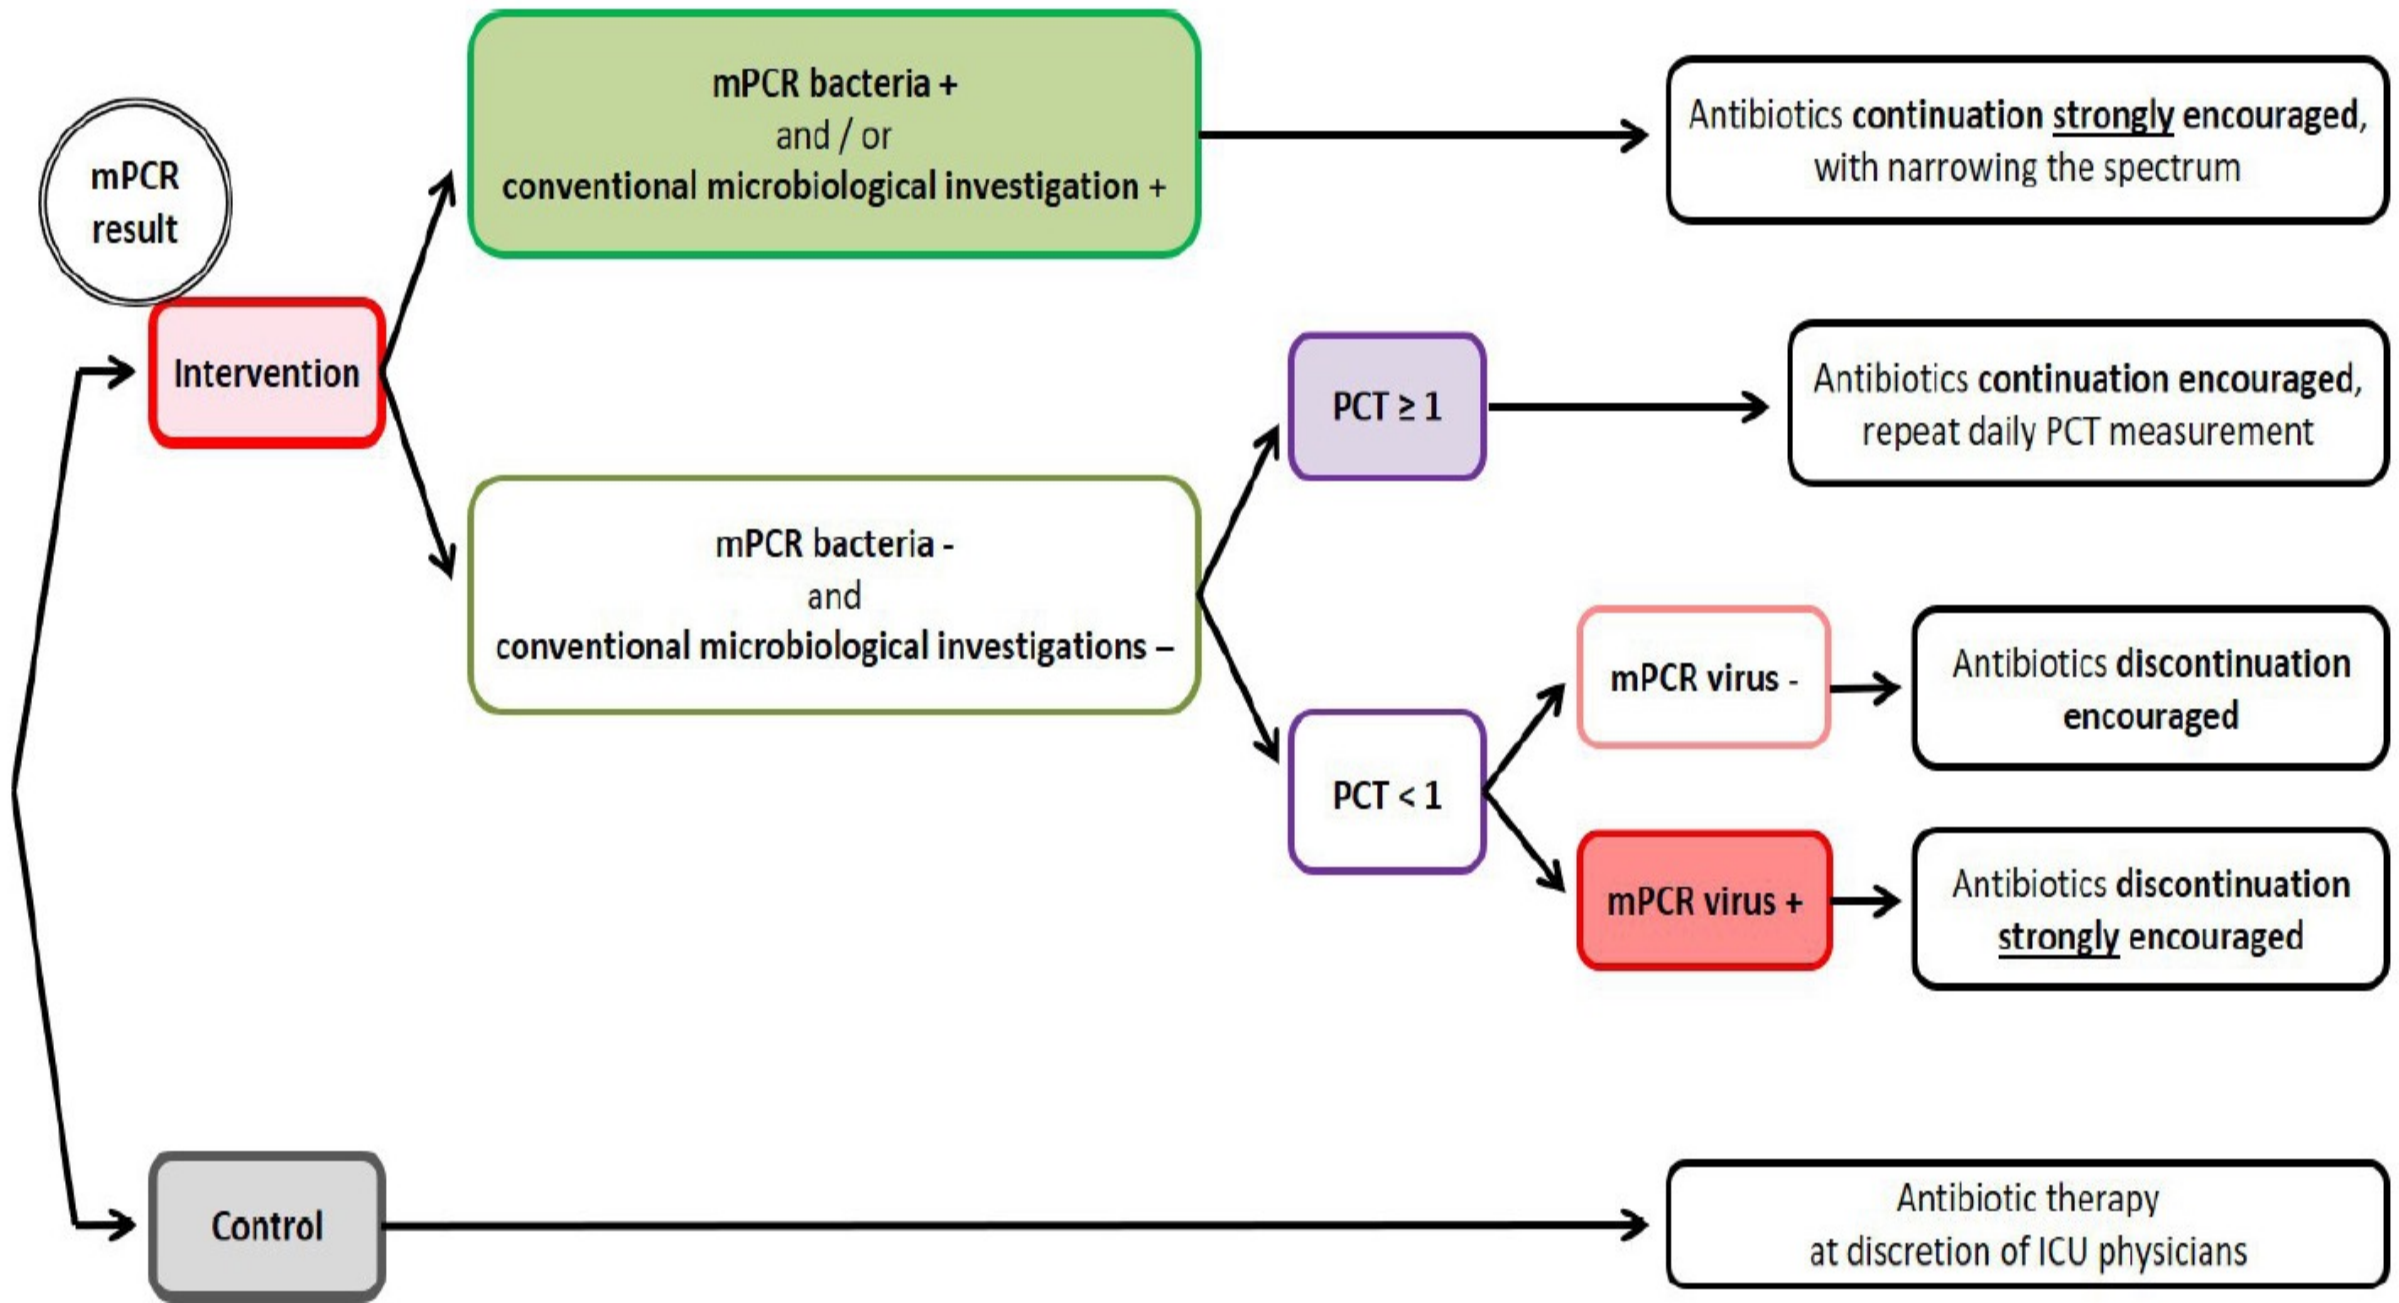 mPCR
result
Intervention
mPCR bacteria +
and / or
conventional microbiological investigation +
Antibiotics continuation strongly encouraged,
with narrowing the spectrum
mPCR bacteria -
and
conventional microbiological investigations –
PCT ≥ 1
Antibiotics continuation encouraged,
repeat daily PCT measurement
PCT < 1
mPCR virus -
Antibiotics discontinuation
encouraged
mPCR virus +
Antibiotics discontinuation
strongly encouraged
Control
Antibiotic therapy
at discretion of ICU physicians